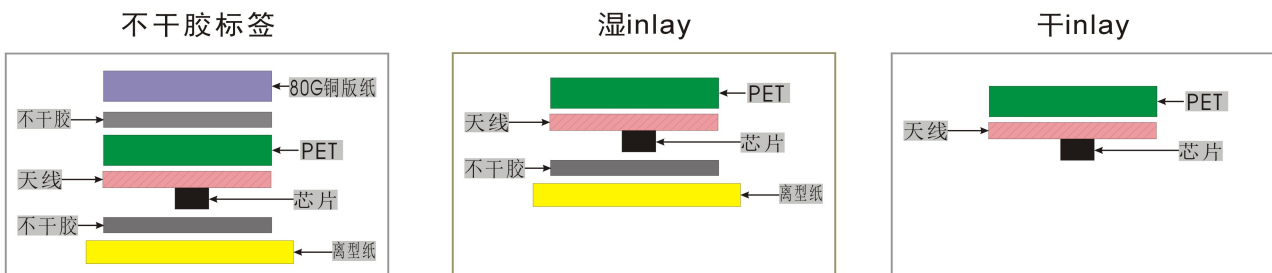 不干胶标签
80G铜版纸
不干胶
PET
天线
芯片
不干胶
离型纸
湿inlay
PET
天线
芯片
不干胶
离型纸
干inlay
PET
天线
芯片